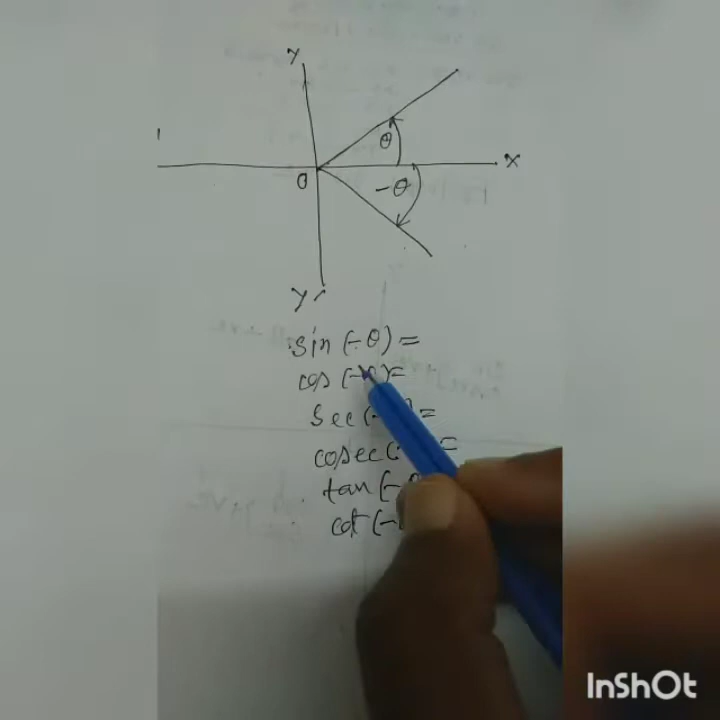 Y
θ
X
O
-θ
Y'
sin (-θ) =
cos (-θ) =
sec (-
) =
cosec (-
=
tan (-θ
cot (-
InShOt